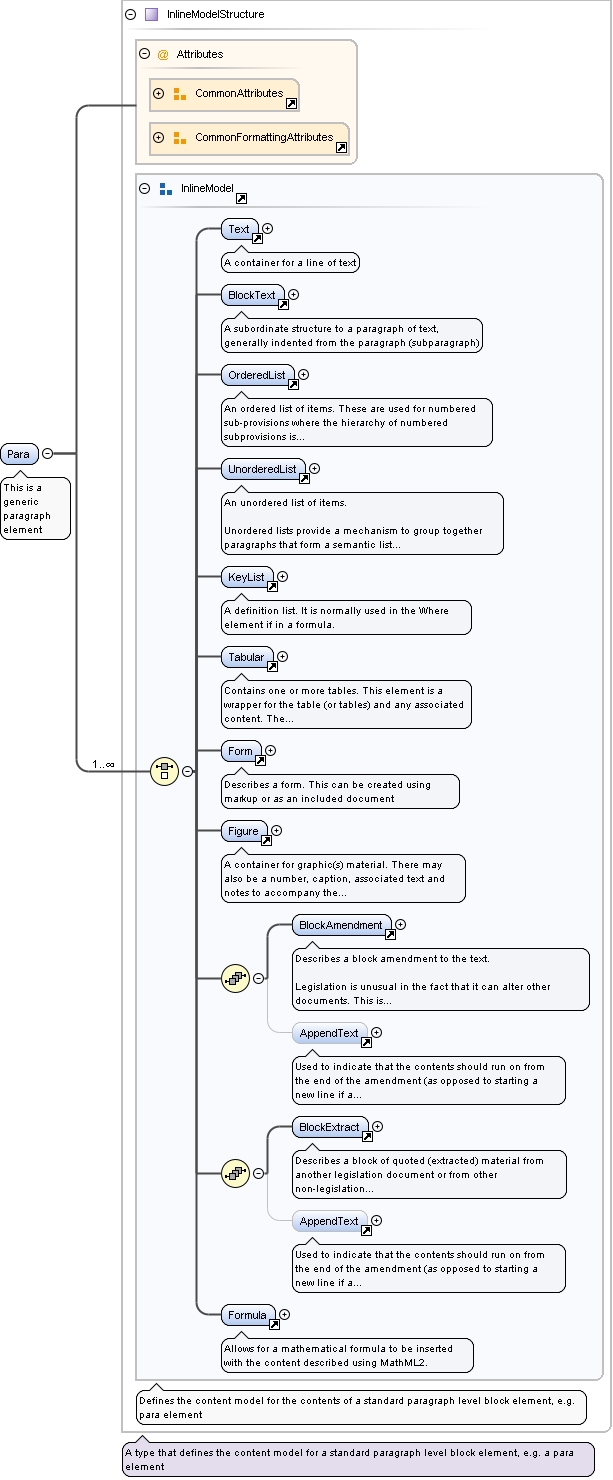 InlineModelStructure
@ Attributes
CommonAttributes
CommonFormattingAttributes
InlineModel
Text
A container for a line of text
BlockText
A subordinate structure to a paragraph of text,
generally indented from the paragraph (subparagraph)
OrderedList
An ordered list of items. These are used for numbered
sub-provisions where the hierarchy of numbered
subprovisions is...
Para
This is a
generic
paragraph
element
UnorderedList
An unordered list of items.
Unordered lists provide a mechanism to group together
paragraphs that form a semantic list...
KeyList
A definition list. It is normally used in the Where
element if in a formula.
Tabular
Contains one or more tables. This element is a
wrapper for the table (or tables) and any associated
content. The...
1..∞
Form
Describes a form. This can be created using
markup or as an included document
Figure
A container for graphic(s) material. There may
also be a number, caption, associated text and
notes to accompany the...
BlockAmendment
Describes a block amendment to the text.
Legislation is unusual in the fact that it can alter other
documents. This is...
AppendText
Used to indicate that the contents should run on from
the end of the amendment (as opposed to starting a
new line if a...
BlockExtract
Describes a block of quoted (extracted) material from
another legislation document or from other
non-legislation...
AppendText
Used to indicate that the contents should run on from
the end of the amendment (as opposed to starting a
new line if a...
Formula
Allows for a mathematical formula to be inserted
with the content described using MathML2.
Defines the content model for the contents of a standard paragraph level block element, e.g.
para element
A type that defines the content model for a standard paragraph level block element, e.g. a para
element